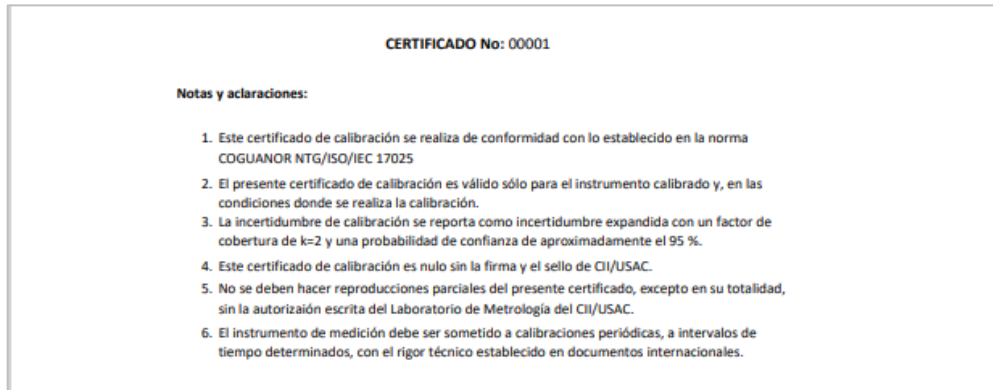 CERTIFICADO No: 00001
Notas y aclaraciones:
1. Este certificado de calibración se realiza de conformidad con lo establecido en la norma
COGUANOR NTG/ISO/IEC 17025
2. El presente certificado de calibración es válido sólo para el instrumento calibrado y, en las
condiciones donde se realiza la calibración.
3. La incertidumbre de calibración se reporta como incertidumbre expandida con un factor de
cobertura de k=2 y una probabilidad de confianza de aproximadamente el 95 %.
4. Este certificado de calibración es nulo sin la firma y el sello de CII/USAC.
5. No se deben hacer reproducciones parciales del presente certificado, excepto en su totalidad,
sin la autorizaión escrita del Laboratorio de Metrología del CII/USAC.
6. El instrumento de medición debe ser sometido a calibraciones periódicas, a intervalos de
tiempo determinados, con el rigor técnico establecido en documentos internacionales.